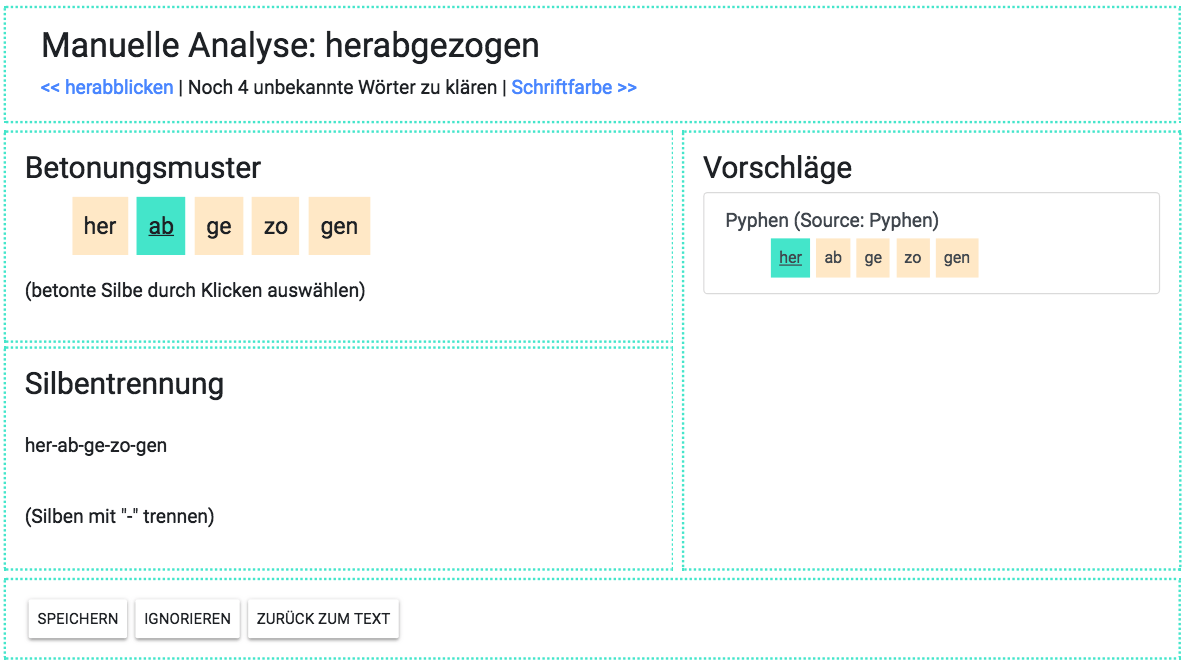 Manuelle Analyse: herabgezogen
<< herabblicken | Noch 4 unbekannte Wörter zu klären | Schriftfarbe >>
Betonungsmuster
her ab ge zo gen
(betonte Silbe durch Klicken auswählen)
Silbentrennung
her-ab-ge-zo-gen
(Silben mit "-" trennen)
Vorschläge
Pyphen (Source: Pyphen)
her ab ge zo gen
SPEICHERN IGNORIEREN ZURÜCK ZUM TEXT